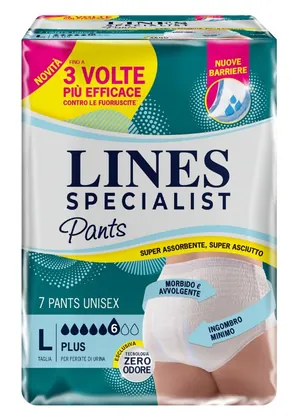 NOVITÀ
FINO A
3 VOLTE
PIÙ EFFICACE
CONTRO LE FUORIUSCITE*
NUOVE
BARRIERE
LINES
SPECIALIST
Pants
SUPER ASSORBENTE, SUPER ASCIUTTO
7 PANTS UNISEX
MORBIDO e
AVVOLGENTE
INGOMBRO
MINIMO
L
TAGLIA
6
PLUS
PER PERDITE DI URINA
ESCLUSIVA
TECNOLOGIA
ZERO
ODORE